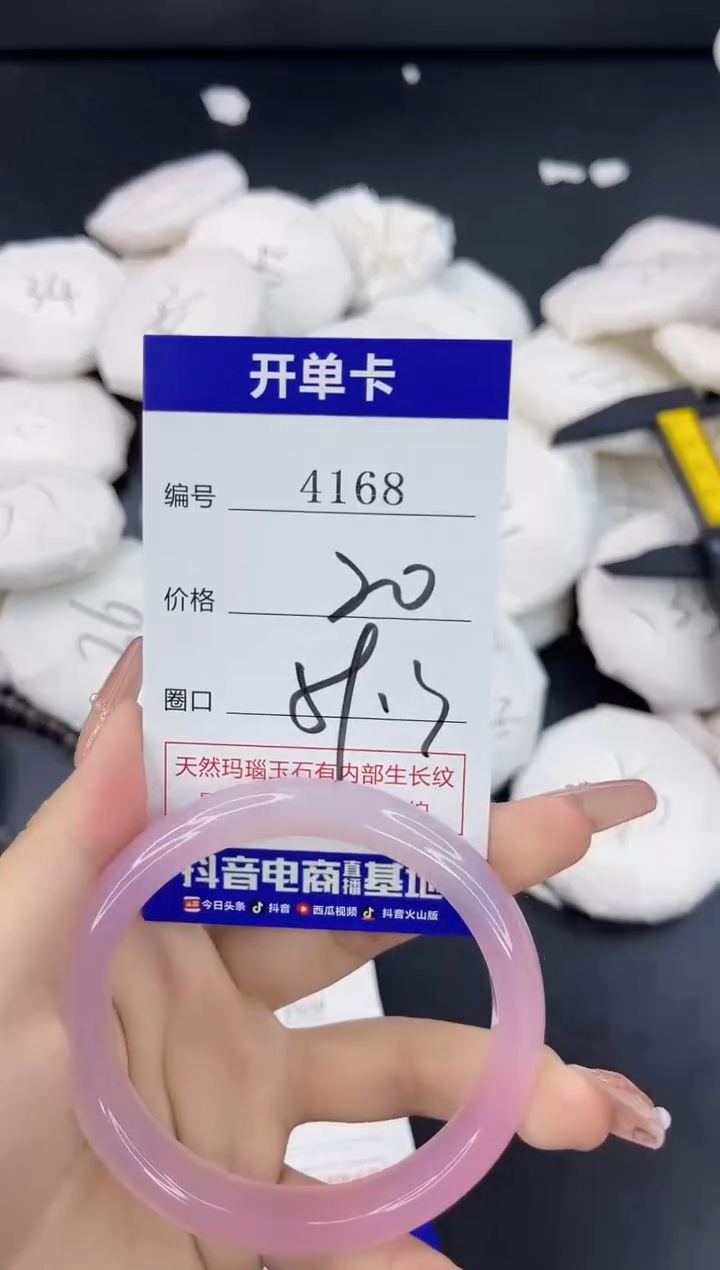 34
开单卡
编号 4168
价格 20
圈口
26
天然玛瑙玉石有内部生长纹
抖音电商直播基地
今日头条 抖音 西瓜视频 抖音火山版